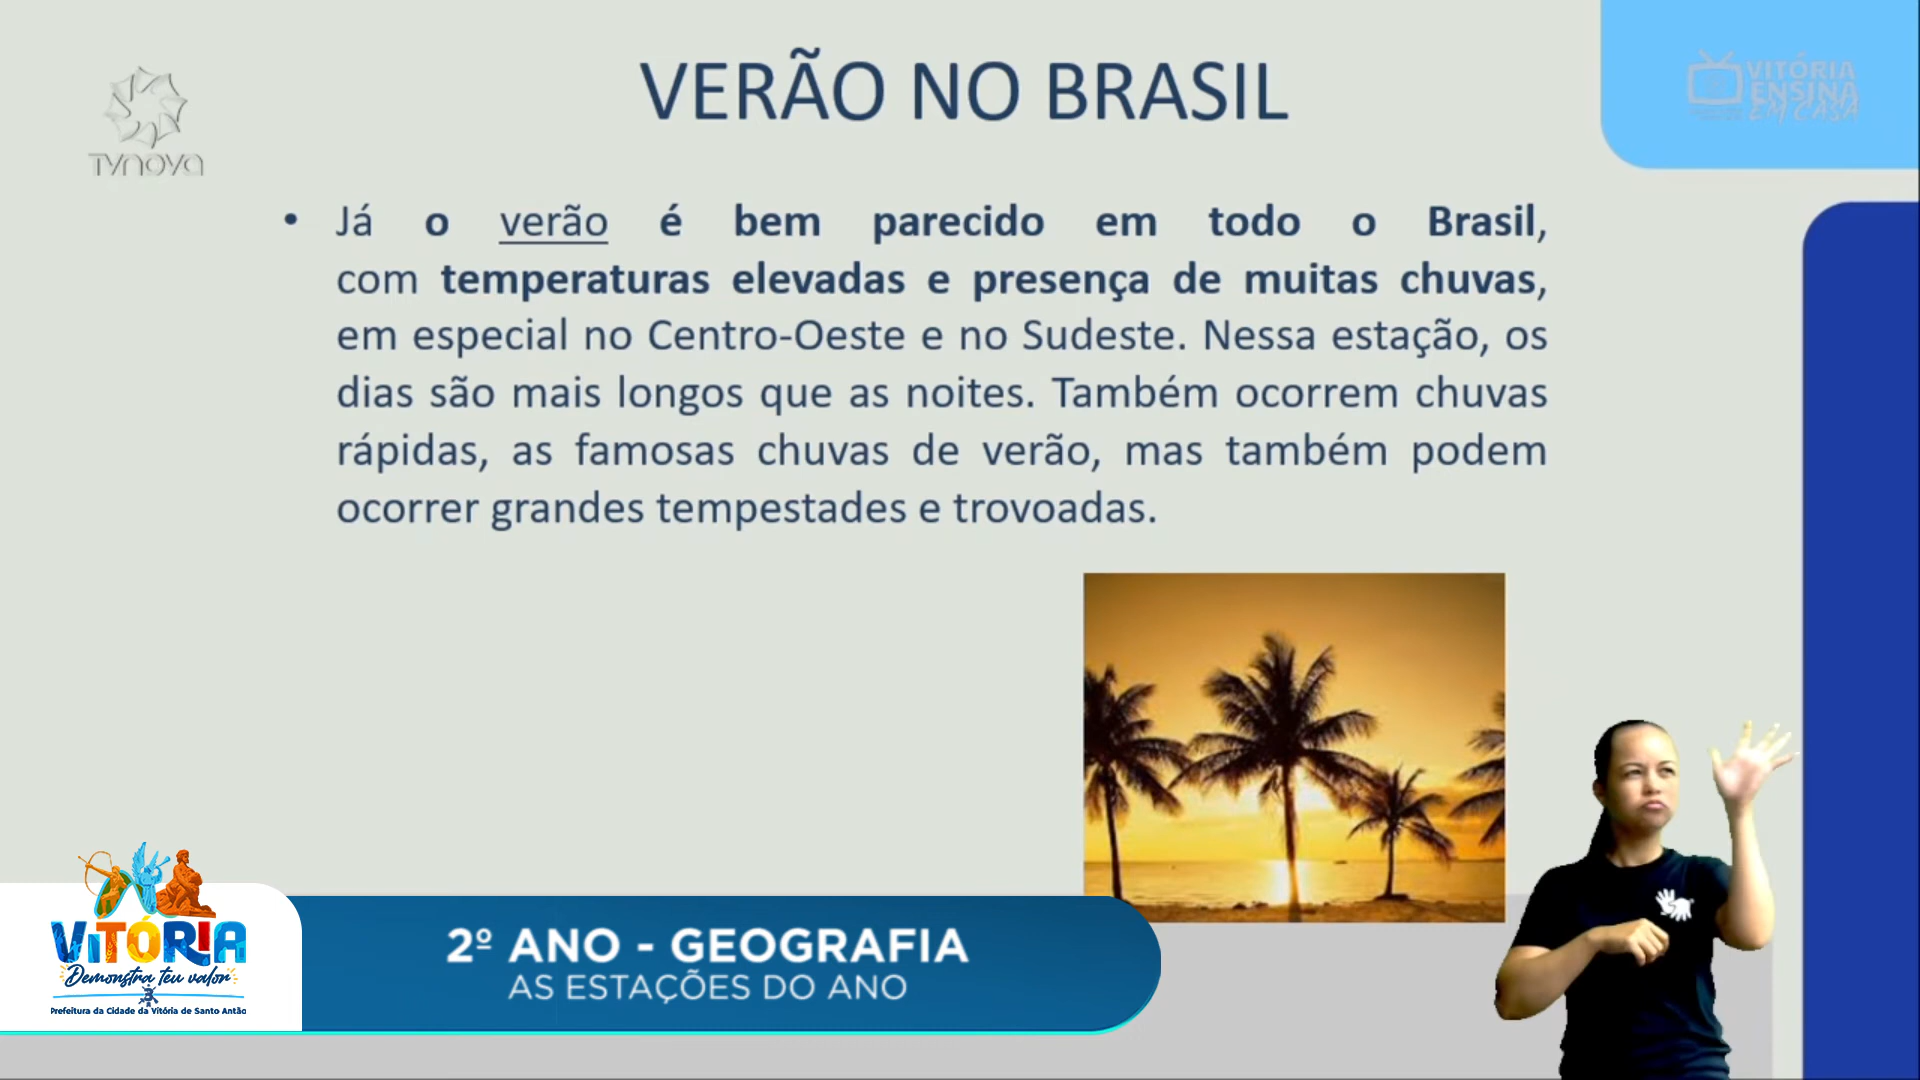 VERÃO NO BRASIL
TVNOVA
VITÓRIA
ENSINA
EM CASA
• Já o verão é bem parecido em todo o Brasil,
com temperaturas elevadas e presença de muitas chuvas,
em especial no Centro-Oeste e no Sudeste. Nessa estação, os
dias são mais longos que as noites. Também ocorrem chuvas
rápidas, as famosas chuvas de verão, mas também podem
ocorrer grandes tempestades e trovoadas.
VITÓRIA
Demonstra teu valor
Prefeitura da Cidade da Vitória de Santo Antão
2º ANO - GEOGRAFIA
AS ESTAÇÕES DO ANO